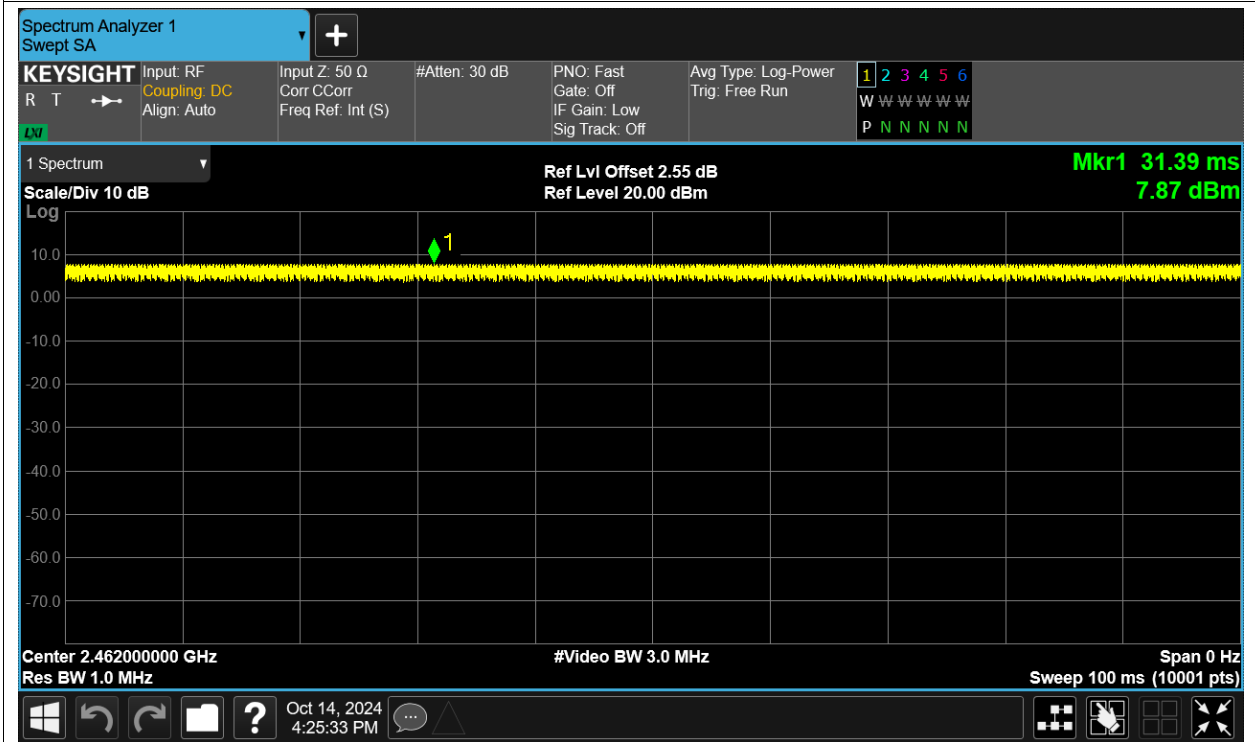 Spectrum Analyzer 1
Swept SA
+
KEYSIGHT
R T
LXI
Input: RF
Coupling: DC
Align: Auto
Input Z: 50 Ω
Corr CCorr
Freq Ref: Int (S)
#Atten: 30 dB
PNO: Fast
Gate: Off
IF Gain: Low
Sig Track: Off
Avg Type: Log-Power
Trig: Free Run
1 2 3 4 5 6
W W W W W W
P N N N N N
1 Spectrum
Scale/Div 10 dB
Log
Ref Lvl Offset 2.55 dB
Ref Level 20.00 dBm
Mkr1 31.39 ms
7.87 dBm
1
10.0
0.00
-10.0
-20.0
-30.0
-40.0
-50.0
-60.0
-70.0
Center 2.462000000 GHz
Res BW 1.0 MHz
#Video BW 3.0 MHz
Span 0 Hz
Sweep 100 ms (10001 pts)
?
Oct 14, 2024
4:25:33 PM